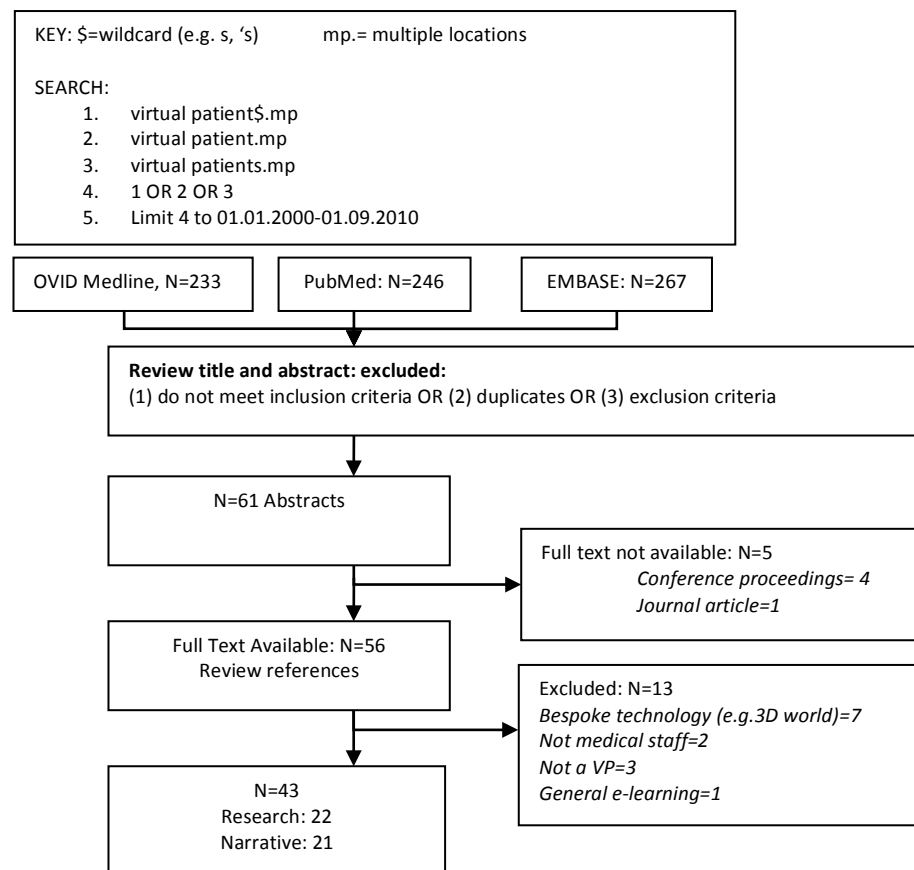 KEY: $=wildcard (e.g. s, ‘s) mp.= multiple locations
SEARCH:
1. virtual patient$.mp
2. virtual patient.mp
3. virtual patients.mp
4. 1 OR 2 OR 3
5. Limit 4 to 01.01.2000-01.09.2010
OVID Medline, N=233
PubMed: N=246
EMBASE: N=267
Review title and abstract: excluded:
(1) do not meet inclusion criteria OR (2) duplicates OR (3) exclusion criteria
N=61 Abstracts
Full text not available: N=5
Conference proceedings= 4
Journal article=1
Full Text Available: N=56
Review references
Excluded: N=13
Bespoke technology (e.g.3D world)=7
Not medical staff=2
Not a VP=3
General e-learning=1
N=43
Research: 22
Narrative: 21